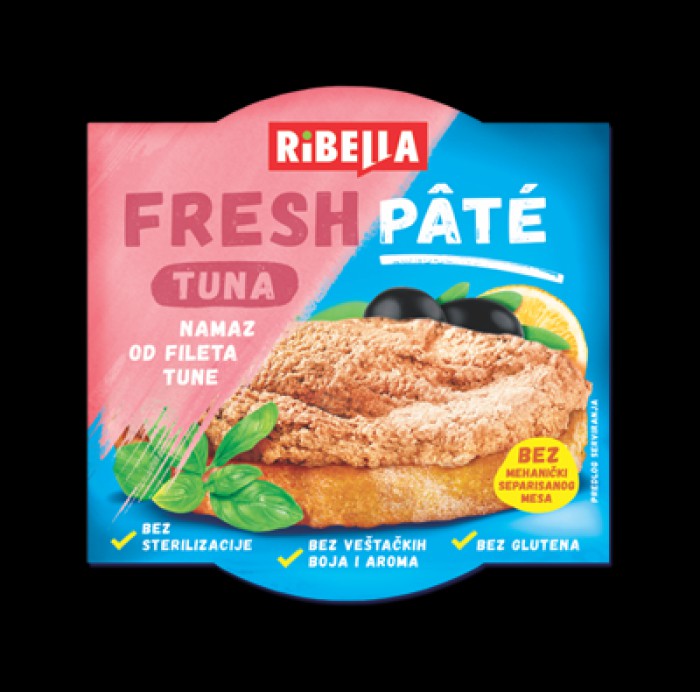 RiBELLA
FRESH PÂTÉ
TUNA
NAMAZ
OD FILETA
TUNE
BEZ
MEHANIČKI
SEPARISANOG
MESA
PREDLOG SERVIRANJA
BEZ
STERILIZACIJE
BEZ VEŠTAČKIH
BOJA I AROMA
BEZ GLUTENA